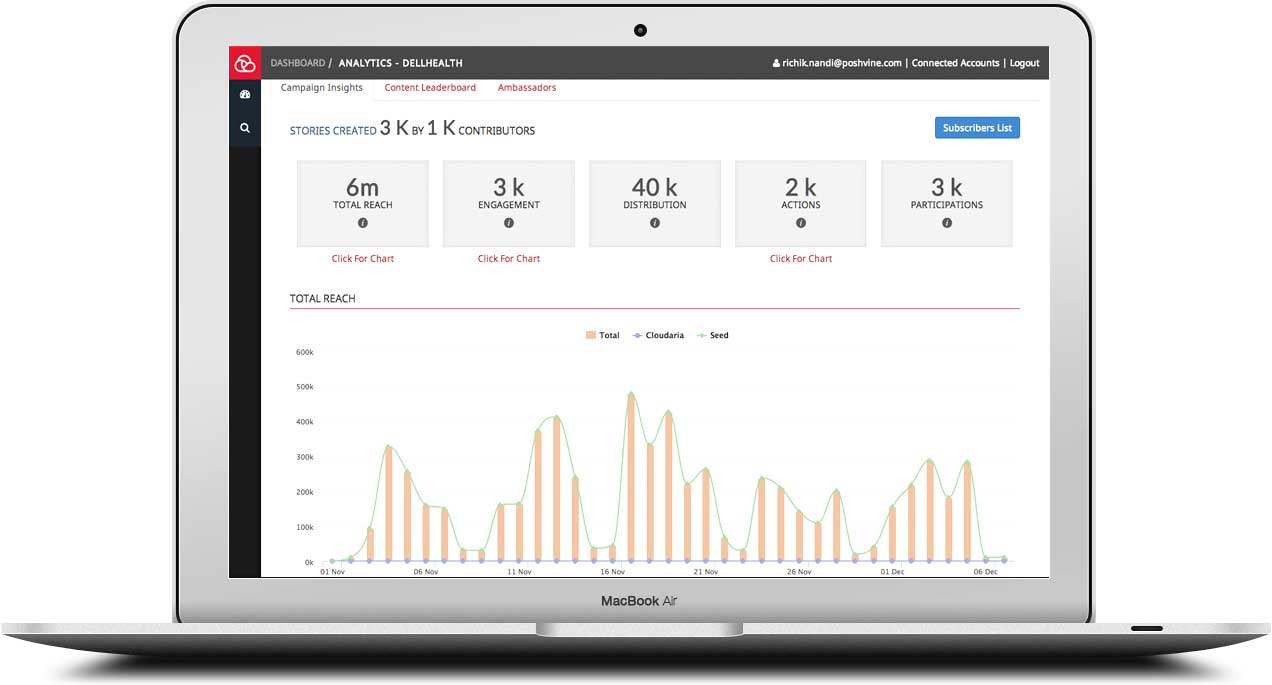 DASHBOARD / ANALYTICS - DELLHEALTH
richik.nandi@poshvine.com | Connected Accounts | Logout
Campaign Insights Content Leaderboard Ambassadors
STORIES CREATED 3 K BY 1 K CONTRIBUTORS
Subscribers List
6m 3 k 40 k 2 k 3 k
TOTAL REACH ENGAGEMENT DISTRIBUTION ACTIONS PARTICIPATIONS
Click For Chart Click For Chart Click For Chart
TOTAL REACH
Total Cloudaria Seed
600k
500k
400k
300k
200k
100k
0k
01 Nov 06 Nov 11 Nov 16 Nov 21 Nov 26 Nov 01 Dec 06 Dec
MacBook Air